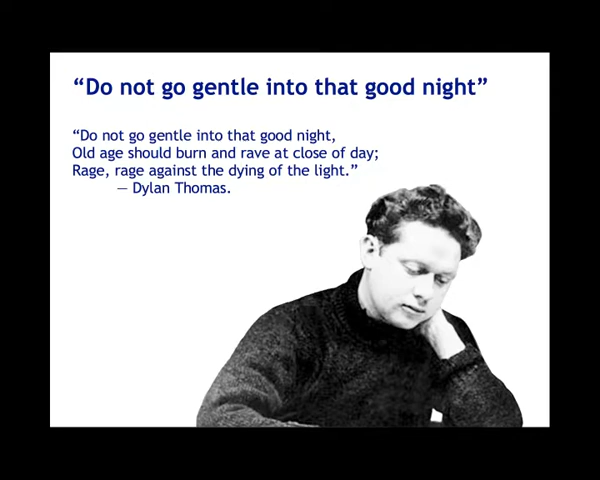 “Do not go gentle into that good night”
“Do not go gentle into that good night,
Old age should burn and rave at close of day;
Rage, rage against the dying of the light.”
— Dylan Thomas.